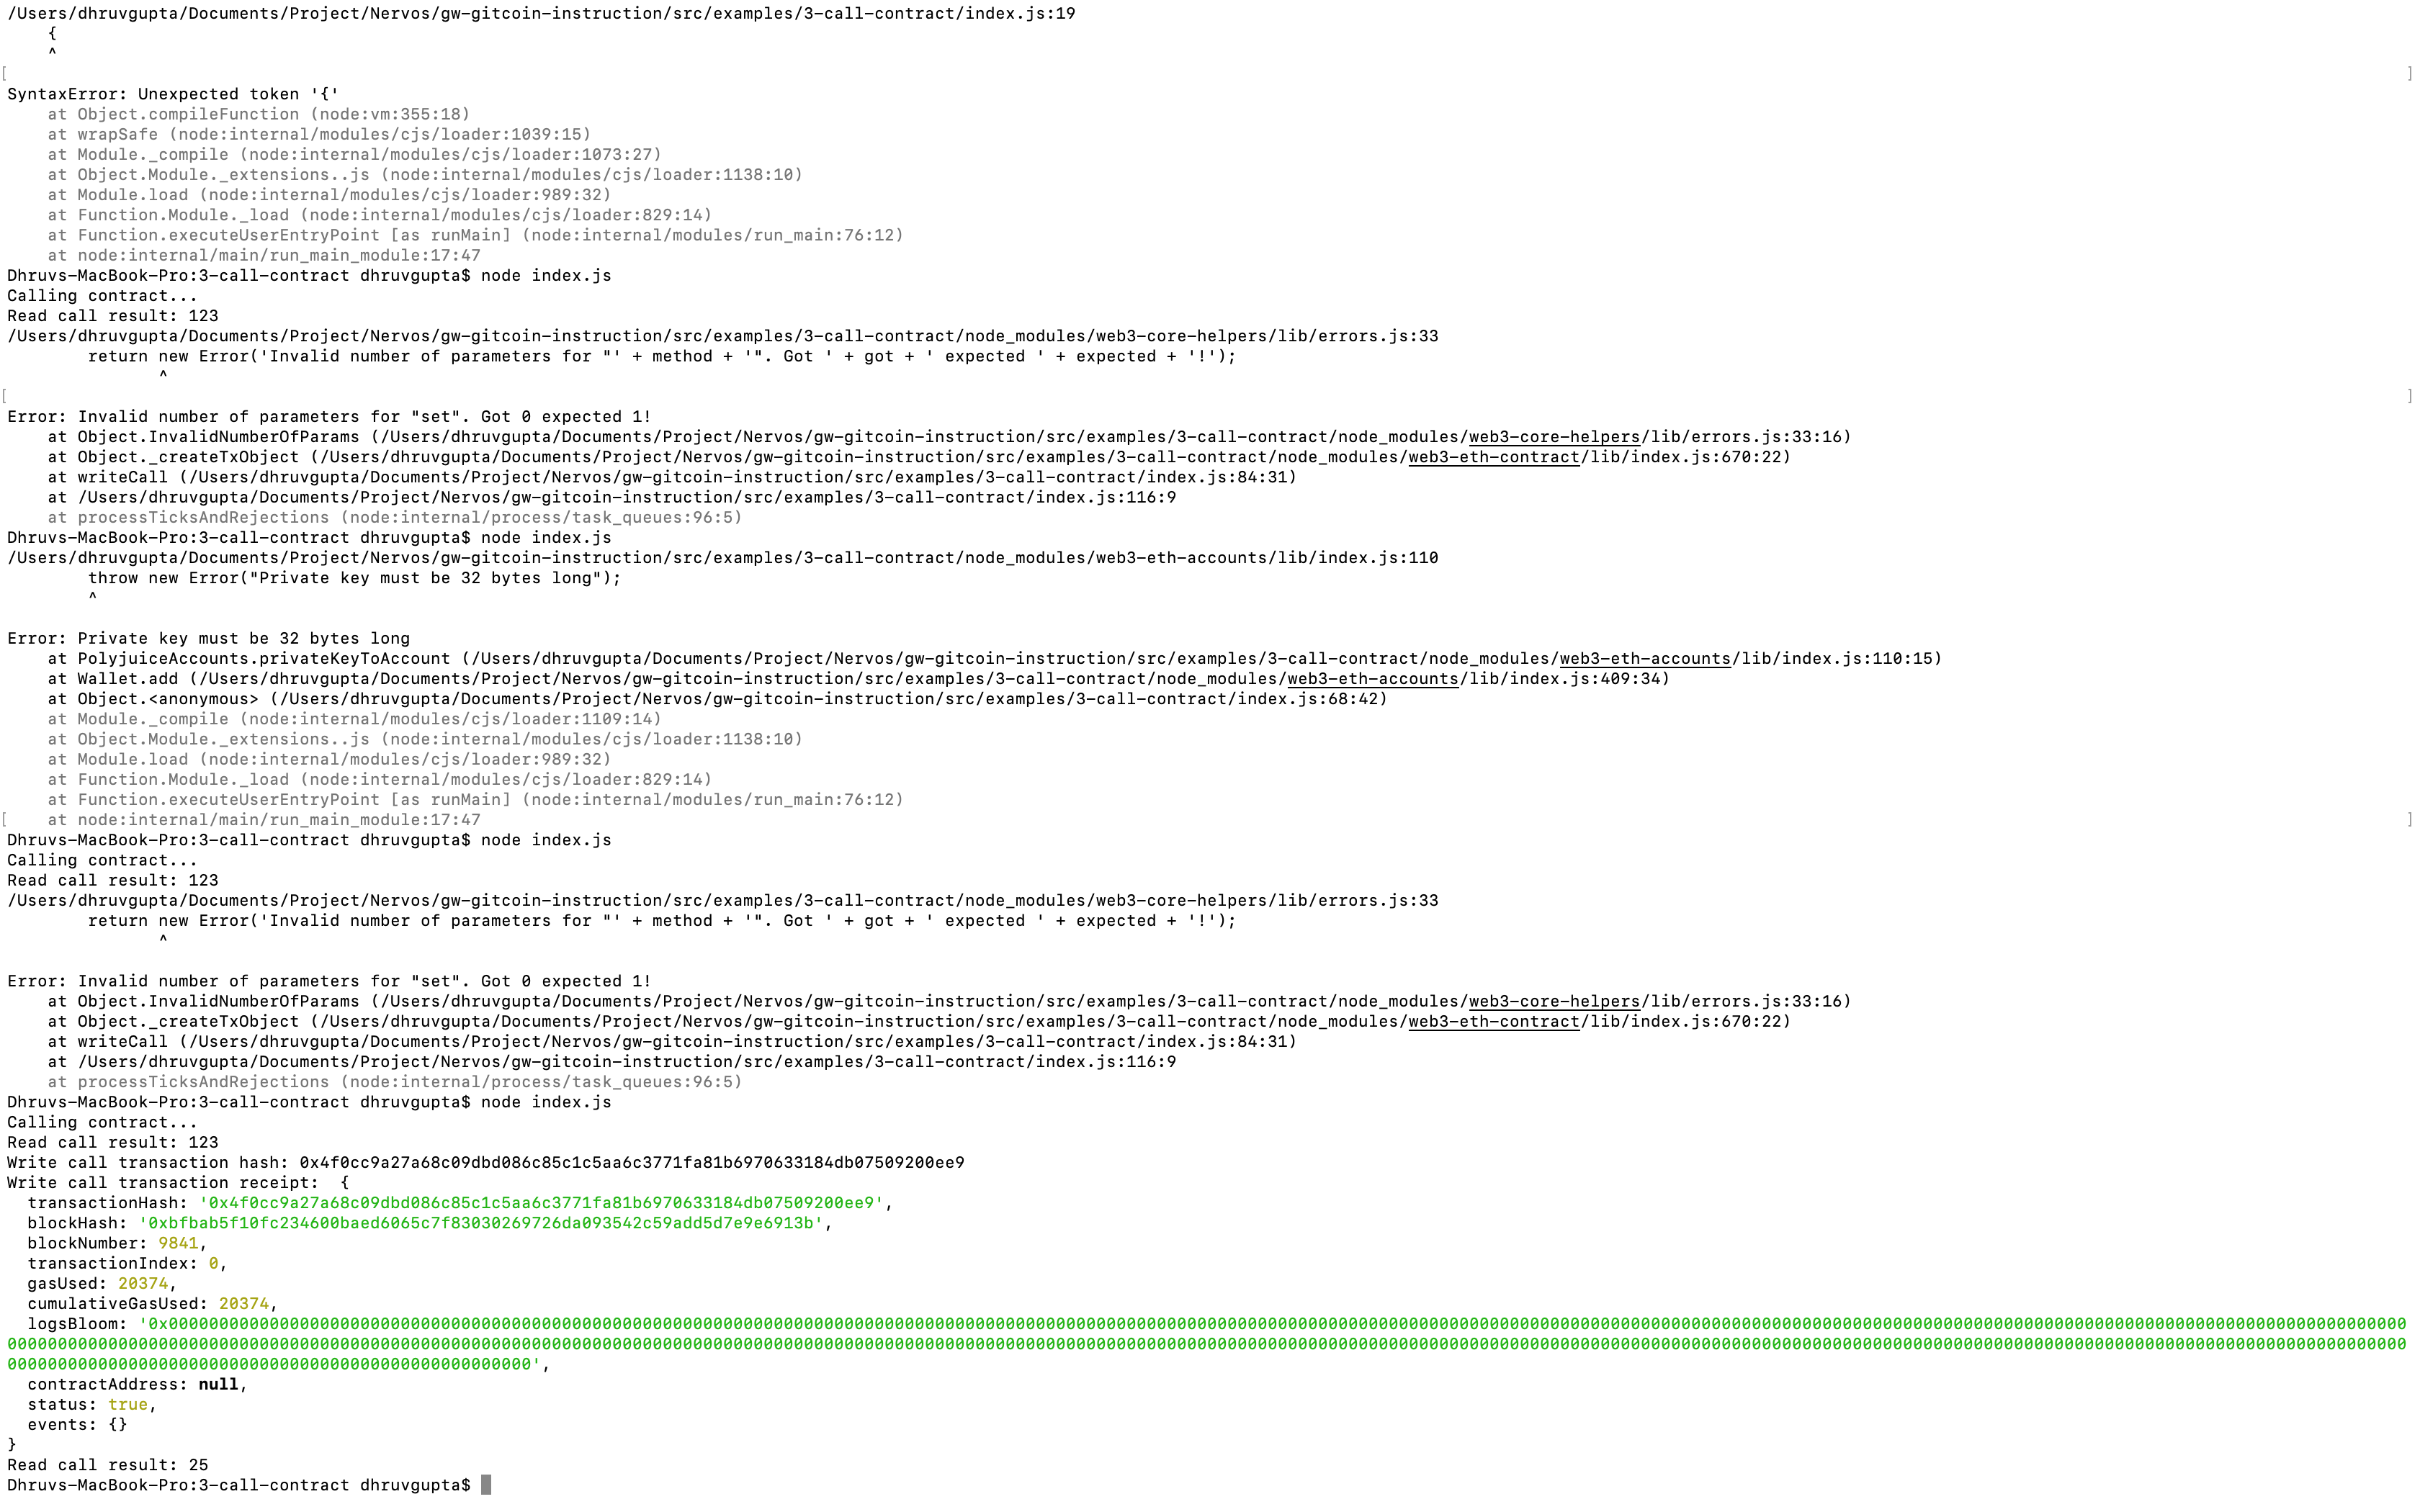 /Users/dhruvgupta/Documents/Project/Nervos/gw-gitcoin-instruction/src/examples/3-call-contract/index.js:19
    {
    ^
[ ]
SyntaxError: Unexpected token '{'
    at Object.compileFunction (node:vm:355:18)
    at wrapSafe (node:internal/modules/cjs/loader:1039:15)
    at Module._compile (node:internal/modules/cjs/loader:1073:27)
    at Object.Module._extensions..js (node:internal/modules/cjs/loader:1138:10)
    at Module.load (node:internal/modules/cjs/loader:989:32)
    at Function.Module._load (node:internal/modules/cjs/loader:829:14)
    at Function.executeUserEntryPoint [as runMain] (node:internal/modules/run_main:76:12)
    at node:internal/main/run_main_module:17:47
Dhruvs-MacBook-Pro:3-call-contract dhruvgupta$ node index.js
Calling contract...
Read call result: 123
/Users/dhruvgupta/Documents/Project/Nervos/gw-gitcoin-instruction/src/examples/3-call-contract/node_modules/web3-core-helpers/lib/errors.js:33
        return new Error('Invalid number of parameters for "' + method + '". Got ' + got + ' expected ' + expected + '!');
               ^
[ ]
Error: Invalid number of parameters for "set". Got 0 expected 1!
    at Object.InvalidNumberOfParams (/Users/dhruvgupta/Documents/Project/Nervos/gw-gitcoin-instruction/src/examples/3-call-contract/node_modules/web3-core-helpers/lib/errors.js:33:16)
    at Object._createTxObject (/Users/dhruvgupta/Documents/Project/Nervos/gw-gitcoin-instruction/src/examples/3-call-contract/node_modules/web3-eth-contract/lib/index.js:670:22)
    at writeCall (/Users/dhruvgupta/Documents/Project/Nervos/gw-gitcoin-instruction/src/examples/3-call-contract/index.js:84:31)
    at /Users/dhruvgupta/Documents/Project/Nervos/gw-gitcoin-instruction/src/examples/3-call-contract/index.js:116:9
    at processTicksAndRejections (node:internal/process/task_queues:96:5)
Dhruvs-MacBook-Pro:3-call-contract dhruvgupta$ node index.js
/Users/dhruvgupta/Documents/Project/Nervos/gw-gitcoin-instruction/src/examples/3-call-contract/node_modules/web3-eth-accounts/lib/index.js:110
        throw new Error("Private key must be 32 bytes long");
        ^
Error: Private key must be 32 bytes long
    at PolyjuiceAccounts.privateKeyToAccount (/Users/dhruvgupta/Documents/Project/Nervos/gw-gitcoin-instruction/src/examples/3-call-contract/node_modules/web3-eth-accounts/lib/index.js:110:15)
    at Wallet.add (/Users/dhruvgupta/Documents/Project/Nervos/gw-gitcoin-instruction/src/examples/3-call-contract/node_modules/web3-eth-accounts/lib/index.js:409:34)
    at Object.<anonymous> (/Users/dhruvgupta/Documents/Project/Nervos/gw-gitcoin-instruction/src/examples/3-call-contract/index.js:68:42)
    at Module._compile (node:internal/modules/cjs/loader:1109:14)
    at Object.Module._extensions..js (node:internal/modules/cjs/loader:1138:10)
    at Module.load (node:internal/modules/cjs/loader:989:32)
    at Function.Module._load (node:internal/modules/cjs/loader:829:14)
    at Function.executeUserEntryPoint [as runMain] (node:internal/modules/run_main:76:12)
[   at node:internal/main/run_main_module:17:47 ]
Dhruvs-MacBook-Pro:3-call-contract dhruvgupta$ node index.js
Calling contract...
Read call result: 123
/Users/dhruvgupta/Documents/Project/Nervos/gw-gitcoin-instruction/src/examples/3-call-contract/node_modules/web3-core-helpers/lib/errors.js:33
        return new Error('Invalid number of parameters for "' + method + '". Got ' + got + ' expected ' + expected + '!');
               ^
Error: Invalid number of parameters for "set". Got 0 expected 1!
    at Object.InvalidNumberOfParams (/Users/dhruvgupta/Documents/Project/Nervos/gw-gitcoin-instruction/src/examples/3-call-contract/node_modules/web3-core-helpers/lib/errors.js:33:16)
    at Object._createTxObject (/Users/dhruvgupta/Documents/Project/Nervos/gw-gitcoin-instruction/src/examples/3-call-contract/node_modules/web3-eth-contract/lib/index.js:670:22)
    at writeCall (/Users/dhruvgupta/Documents/Project/Nervos/gw-gitcoin-instruction/src/examples/3-call-contract/index.js:84:31)
    at /Users/dhruvgupta/Documents/Project/Nervos/gw-gitcoin-instruction/src/examples/3-call-contract/index.js:116:9
    at processTicksAndRejections (node:internal/process/task_queues:96:5)
Dhruvs-MacBook-Pro:3-call-contract dhruvgupta$ node index.js
Calling contract...
Read call result: 123
Write call transaction hash: 0x4f0cc9a27a68c09dbd086c85c1c5aa6c3771fa81b6970633184db07509200ee9
Write call transaction receipt:  {
  transactionHash: '0x4f0cc9a27a68c09dbd086c85c1c5aa6c3771fa81b6970633184db07509200ee9',
  blockHash: '0xbfbab5f10fc234600baed6065c7f83030269726da093542c59add5d7e9e6913b',
  blockNumber: 9841,
  transactionIndex: 0,
  gasUsed: 20374,
  cumulativeGasUsed: 20374,
  logsBloom:
  contractAddress: null,
  status: true,
  events: {}
}
Read call result: 25
Dhruvs-MacBook-Pro:3-call-contract dhruvgupta$